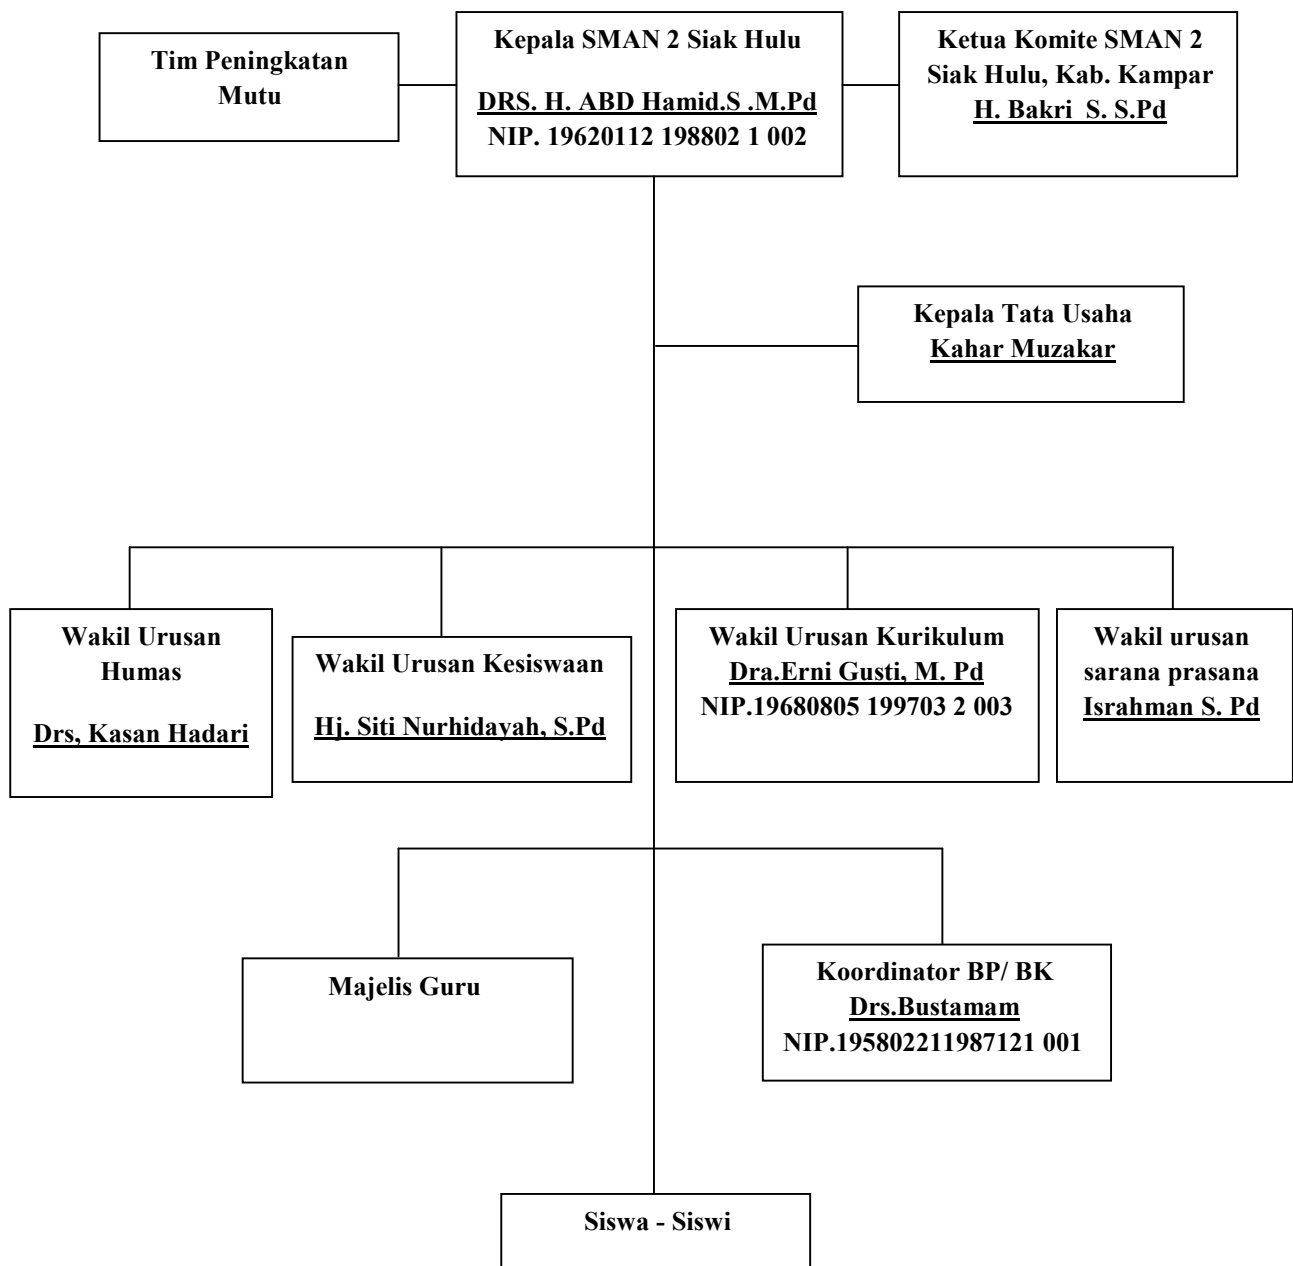 Tim Peningkatan
Mutu
Kepala SMAN 2 Siak Hulu
DRS. H. ABD Hamid.S .M.Pd
NIP. 19620112 198802 1 002
Ketua Komite SMAN 2
Siak Hulu, Kab. Kampar
H. Bakri  S. S.Pd
Kepala Tata Usaha
Kahar Muzakar
Wakil Urusan
Humas
Drs, Kasan Hadari
Wakil Urusan Kesiswaan
Hj. Siti Nurhidayah, S.Pd
Wakil Urusan Kurikulum
Dra.Erni Gusti, M. Pd
NIP.19680805 199703 2 003
Wakil urusan
sarana prasana
Israhman S. Pd
Majelis Guru
Koordinator BP/ BK
Drs.Bustamam
NIP.195802211987121 001
Siswa - Siswi